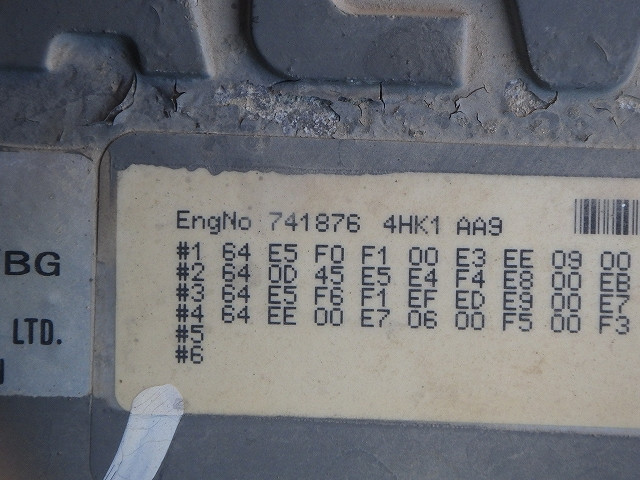 EngNo 741876 4HK1 AA9
#1 64 E5 F0 F1 00 E3 EE 09 00
#2 64 0D 45 E5 E4 F4 E8 00 EB
#3 64 E5 F6 F1 EF ED E9 00 E7
#4 64 EE 00 E7 06 00 F5 00 F3
#5
#6
BG
LTD.